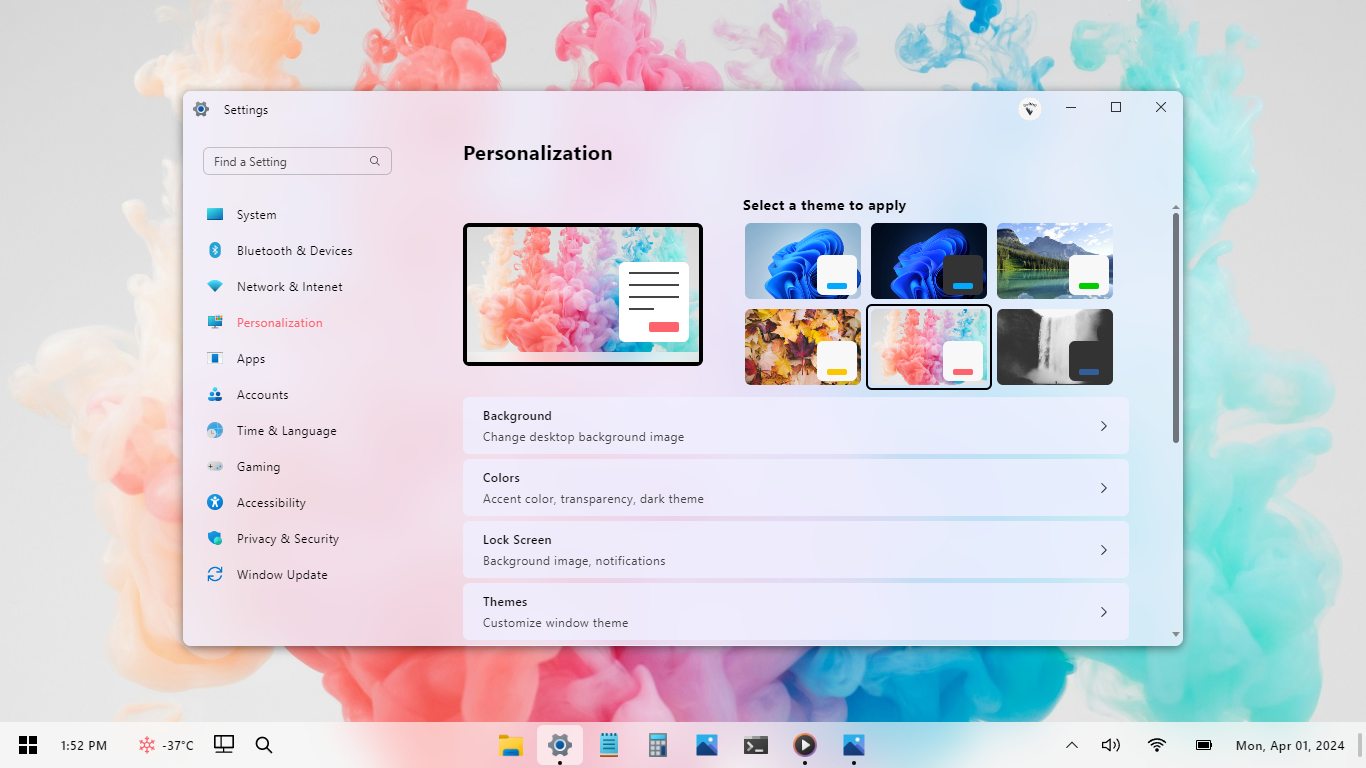 Settings
Find a Setting
System
Bluetooth & Devices
Network & Intenet
Personalization
Apps
Accounts
Time & Language
Gaming
Accessibility
Privacy & Security
Window Update
Personalization
Select a theme to apply
Background
Change desktop background image
Colors
Accent color, transparency, dark theme
Lock Screen
Background image, notifications
Themes
Customize window theme
1:52 PM
-37°C
Mon, Apr 01, 2024